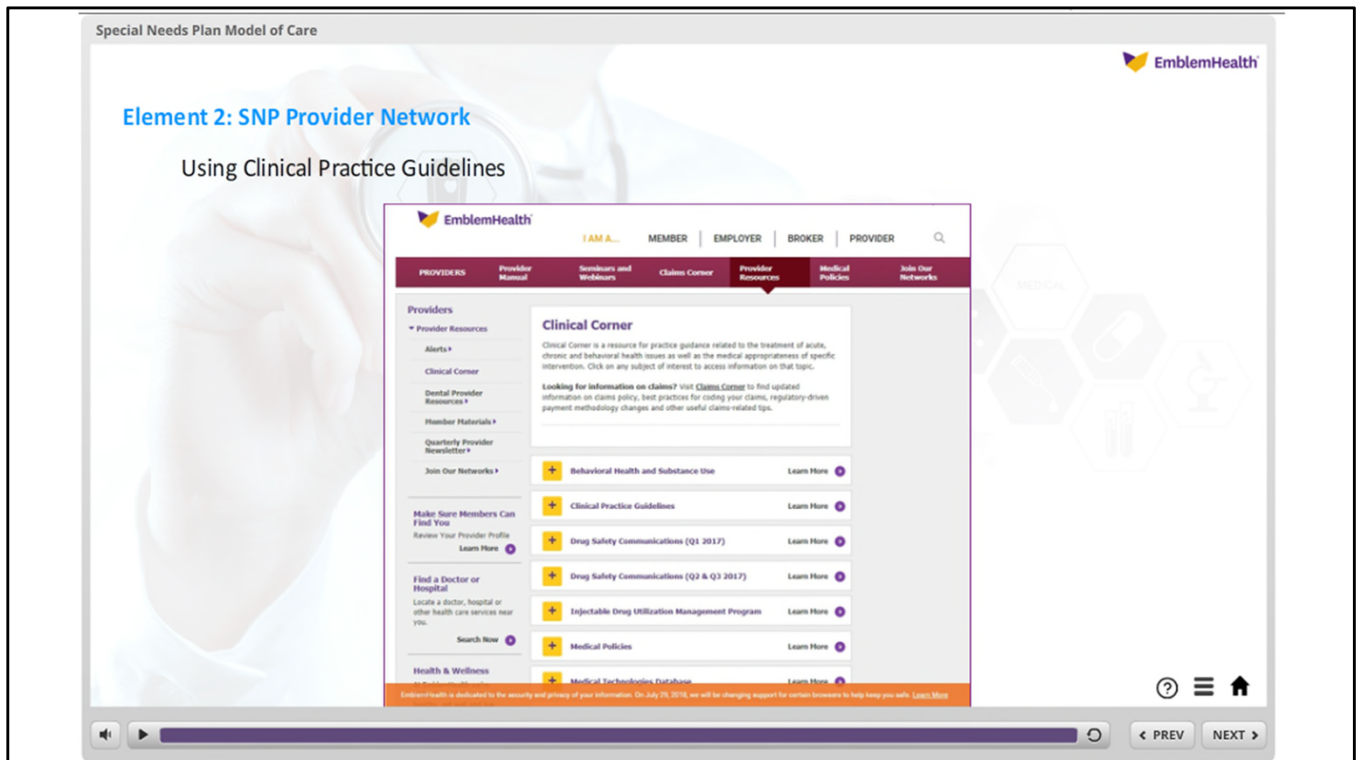 Special Needs Plan Model of Care
EmblemHealth
Element 2: SNP Provider Network
Using Clinical Practice Guidelines
EmblemHealth
I AM A...
MEMBER
EMPLOYER
BROKER
PROVIDER
PROVIDERS
Provider
Manual
Seminars and
Webinars
Claims Corner
Provider
Resources
Medical
Policies
Join Our
Networks
Providers
Provider Resources
Alerts
Clinical Corner
Dental Provider
Resources
Member Materials
Quarterly Provider
Newsletter
Join Our Networks
Make Sure Members Can
Find You
Review Your Provider Profile
Learn More
Find a Doctor or
Hospital
Locate a doctor, hospital or
other health care services near
you.
Search Now
Health & Wellness
Clinical Corner
Clinical Corner is a resource for practice guidance related to the treatment of acute,
chronic and behavioral health issues as well as the medical appropriateness of specific
intervention. Click on any subject of interest to access information on that topic.
Looking for information on claims? Visit Claims Corner to find updated
information on claims policy, best practices for coding your claims, regulatory-driven
payment methodology changes and other useful claims-related tips.
Behavioral Health and Substance Use Learn More
Clinical Practice Guidelines Learn More
Drug Safety Communications (Q1 2017) Learn More
Drug Safety Communications (Q2 & Q3 2017) Learn More
Injectable Drug Utilization Management Program Learn More
Medical Policies Learn More
Medical Technologies Database Learn More
EmblemHealth is dedicated to the security and privacy of your information. On July 29, 2018, we will be changing support for certain browsers to help keep you safe. Learn More
MEDICAL
PREV
NEXT